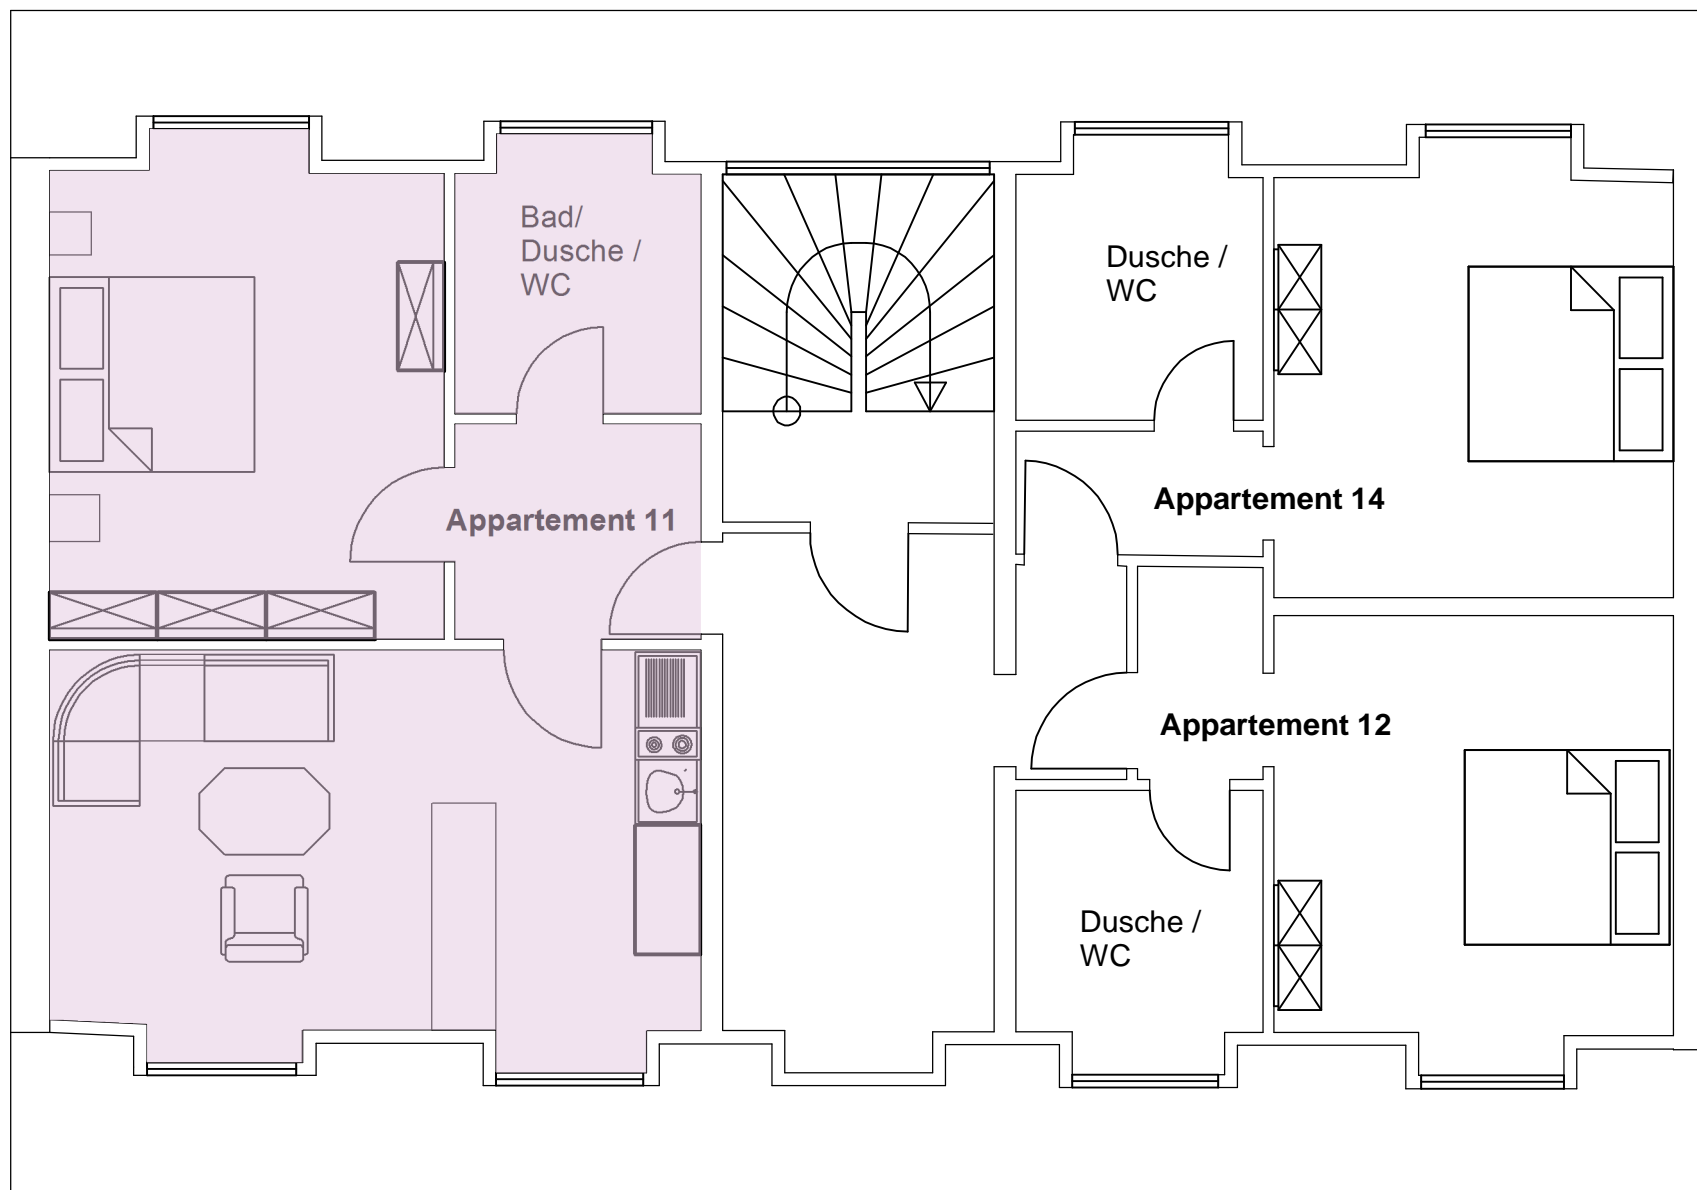 Bad/
Dusche /
WC
Dusche /
WC
Appartement 11
Appartement 14
Appartement 12
Dusche /
WC